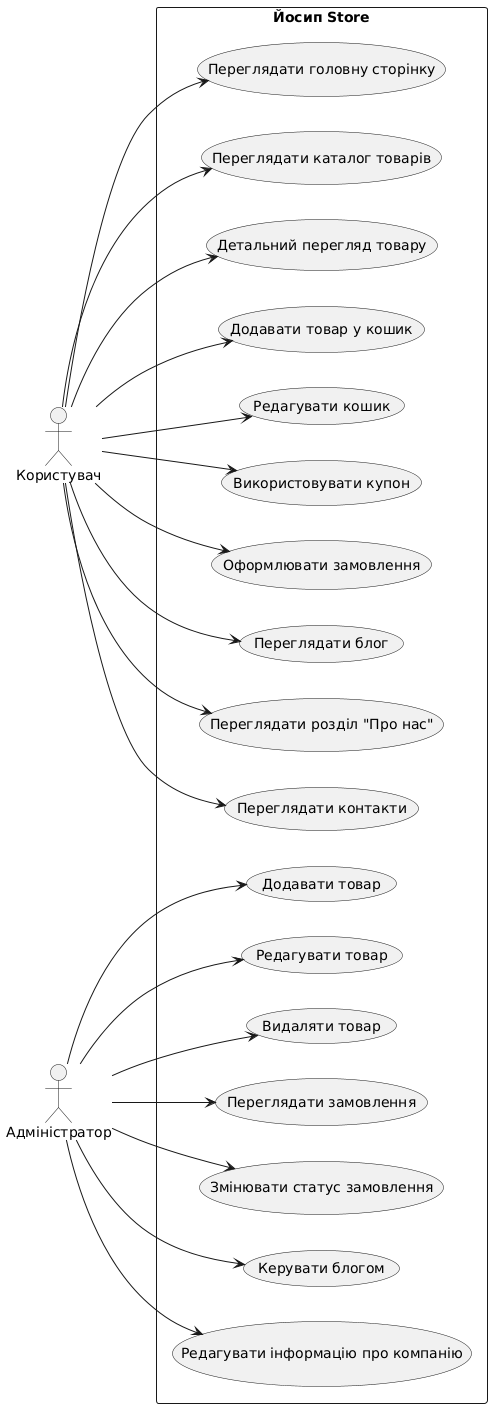 Йосип Store
Переглядати головну сторінку
Переглядати каталог товарів
Детальний перегляд товару
Додавати товар у кошик
Редагувати кошик
Користувач
Використовувати купон
Оформлювати замовлення
Переглядати блог
Переглядати розділ "Про нас"
Переглядати контакти
Додавати товар
Редагувати товар
Видаляти товар
Переглядати замовлення
Адміністратор
Змінювати статус замовлення
Керувати блогом
Редагувати інформацію про компанію